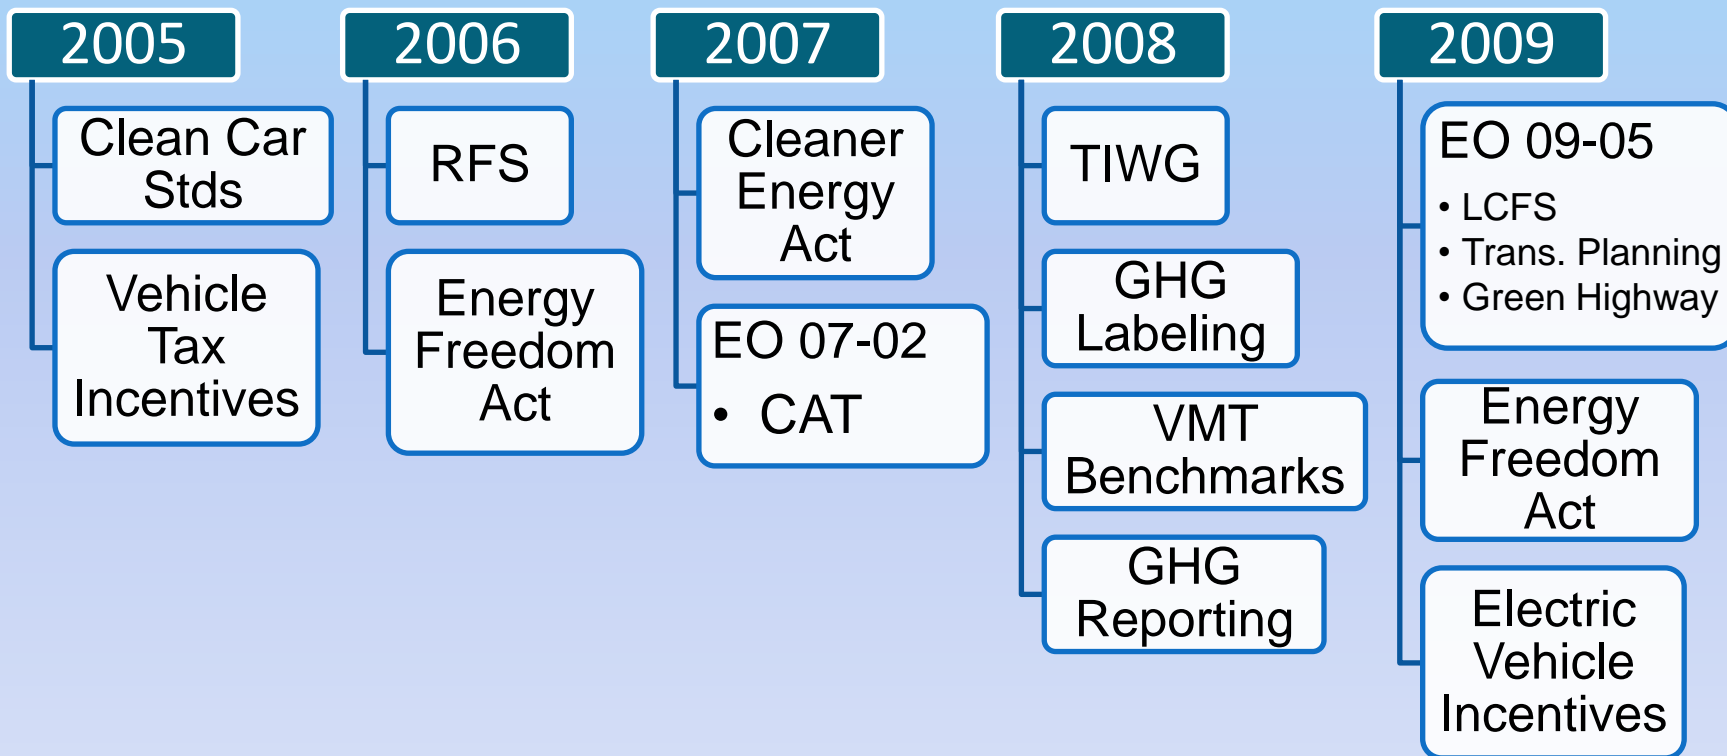 2005
Clean Car
Stds
Vehicle
Tax
Incentives
2006
RFS
Energy
Freedom
Act
2007
Cleaner
Energy
Act
EO 07-02
• CAT
2008
TIWG
GHG
Labeling
VMT
Benchmarks
GHG
Reporting
2009
EO 09-05
• LCFS
• Trans. Planning
• Green Highway
Energy
Freedom
Act
Electric
Vehicle
Incentives